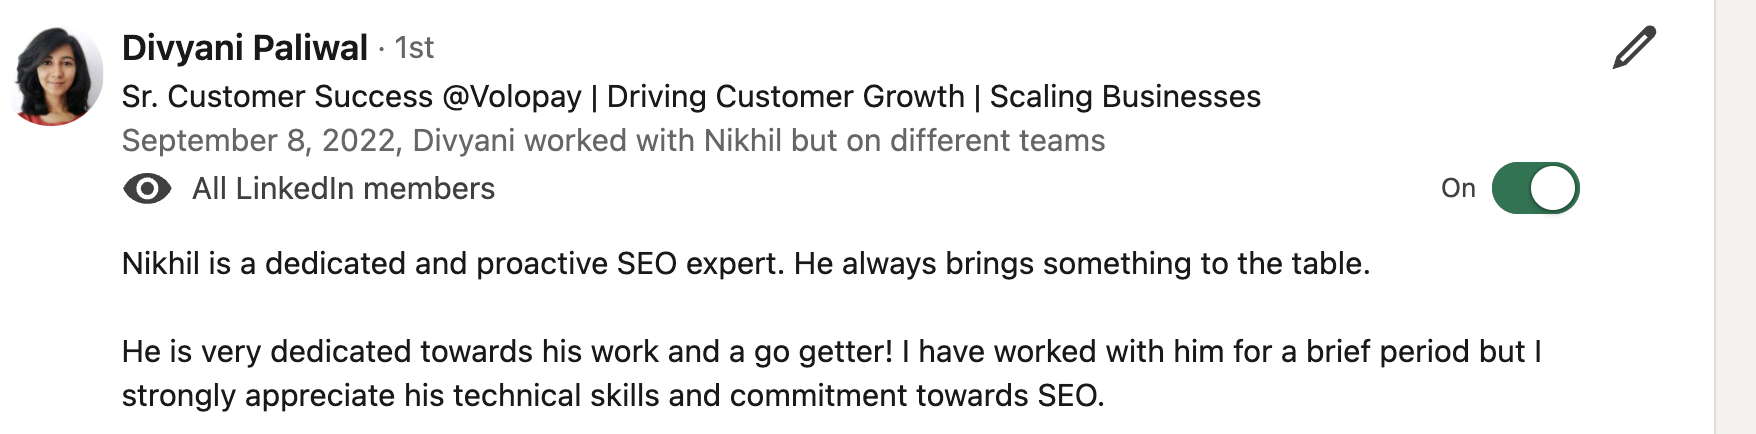 Divyani Paliwal · 1st
Sr. Customer Success @Volopay | Driving Customer Growth | Scaling Businesses
September 8, 2022, Divyani worked with Nikhil but on different teams
All LinkedIn members
On
Nikhil is a dedicated and proactive SEO expert. He always brings something to the table.
He is very dedicated towards his work and a go getter! I have worked with him for a brief period but I
strongly appreciate his technical skills and commitment towards SEO.